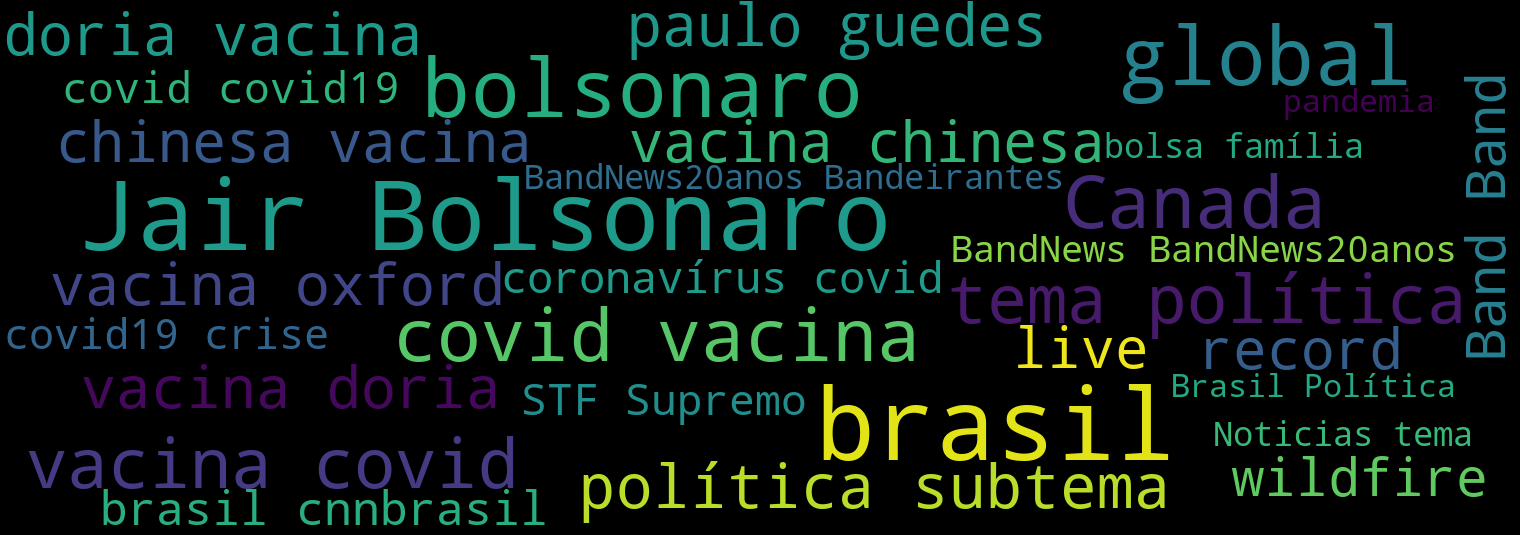 doria vacina
paulo guedes
global
covid covid19
bolsonaro
pandemia
chinesa vacina
vacina chinesa
bolsa família
BandNews20anos Bandeirantes
Jair Bolsonaro
Canada
Band Band
BandNews BandNews20anos
vacina oxford
coronavírus covid
tema política
covid19 crise
covid vacina
live
record
vacina doria
STF Supremo
brasil
Brasil Política
Noticias tema
vacina covid
política subtema
wildfire
brasil cnnbrasil